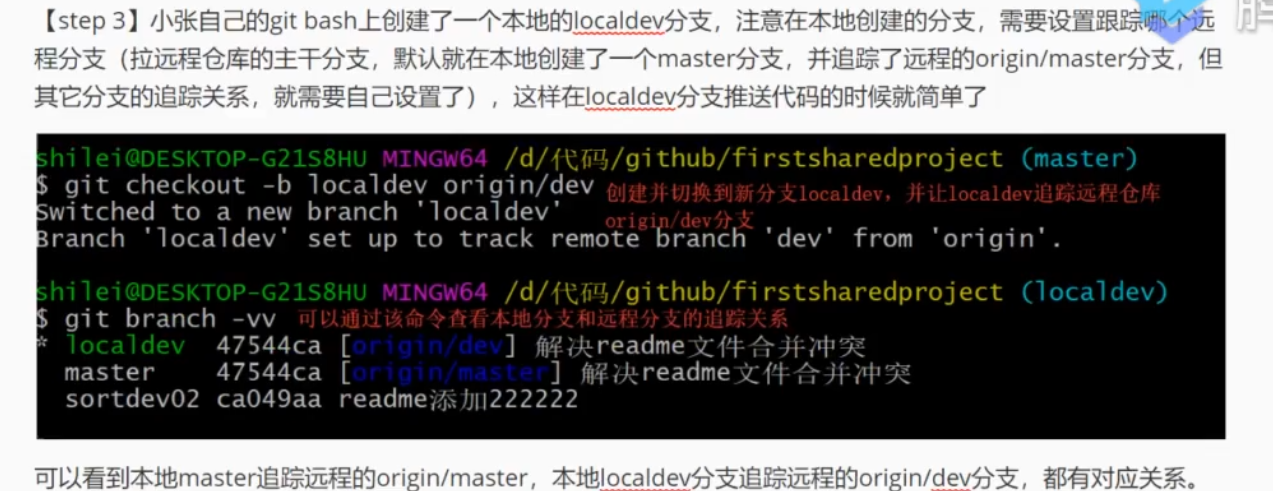 【step 3】小张自己的git bash上创建了一个本地的localdev分支，注意在本地创建的分支，需要设置跟踪哪个远
程分支（拉远程仓库的主干分支，默认就在本地创建了一个master分支，并追踪了远程的origin/master分支，但
其它分支的追踪关系，就需要自己设置了），这样在localdev分支推送代码的时候就简单了
shilei@DESKTOP-G21S8HU MINGW64 /d/代码/github/firstsharedproject (master)
$ git checkout -b localdev origin/dev 创建并切换到新分支localdev，并让localdev追踪远程仓库
Switched to a new branch 'localdev' origin/dev分支
Branch 'localdev' set up to track remote branch 'dev' from 'origin'.
shilei@DESKTOP-G21S8HU MINGW64 /d/代码/github/firstsharedproject (localdev)
$ git branch -vv 可以通过该命令查看本地分支和远程分支的追踪关系
* localdev 47544ca [origin/dev] 解决readme文件合并冲突
master 47544ca [origin/master] 解决readme文件合并冲突
sortdev02 ca049aa readme添加222222
可以看到本地master追踪远程的origin/master，本地localdev分支追踪远程的origin/dev分支，都有对应关系。